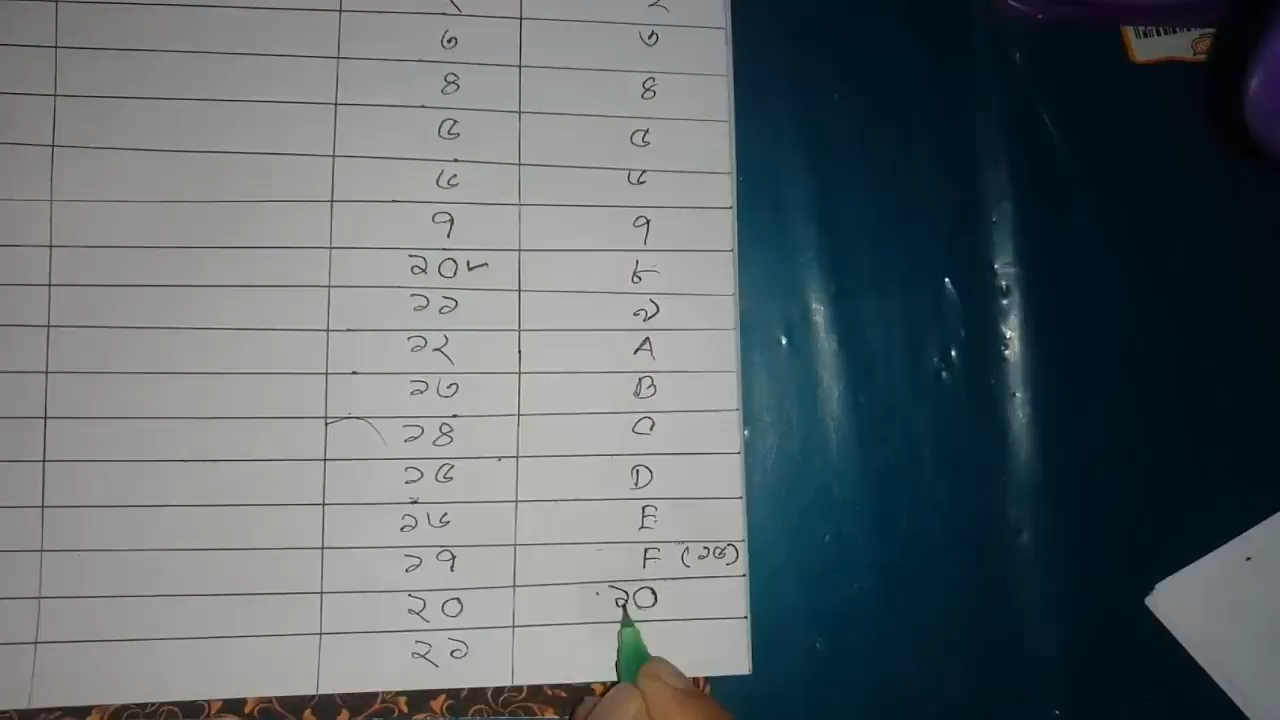 ৩ ৩
৪ ৪
৫ ৫
৬ ৬
৭ ৭
১০ ৮
১১ ৯
১২ A
১৩ B
১৪ C
১৫ D
১৬ E
১৭ F (১৫)
২০ ১০
২১